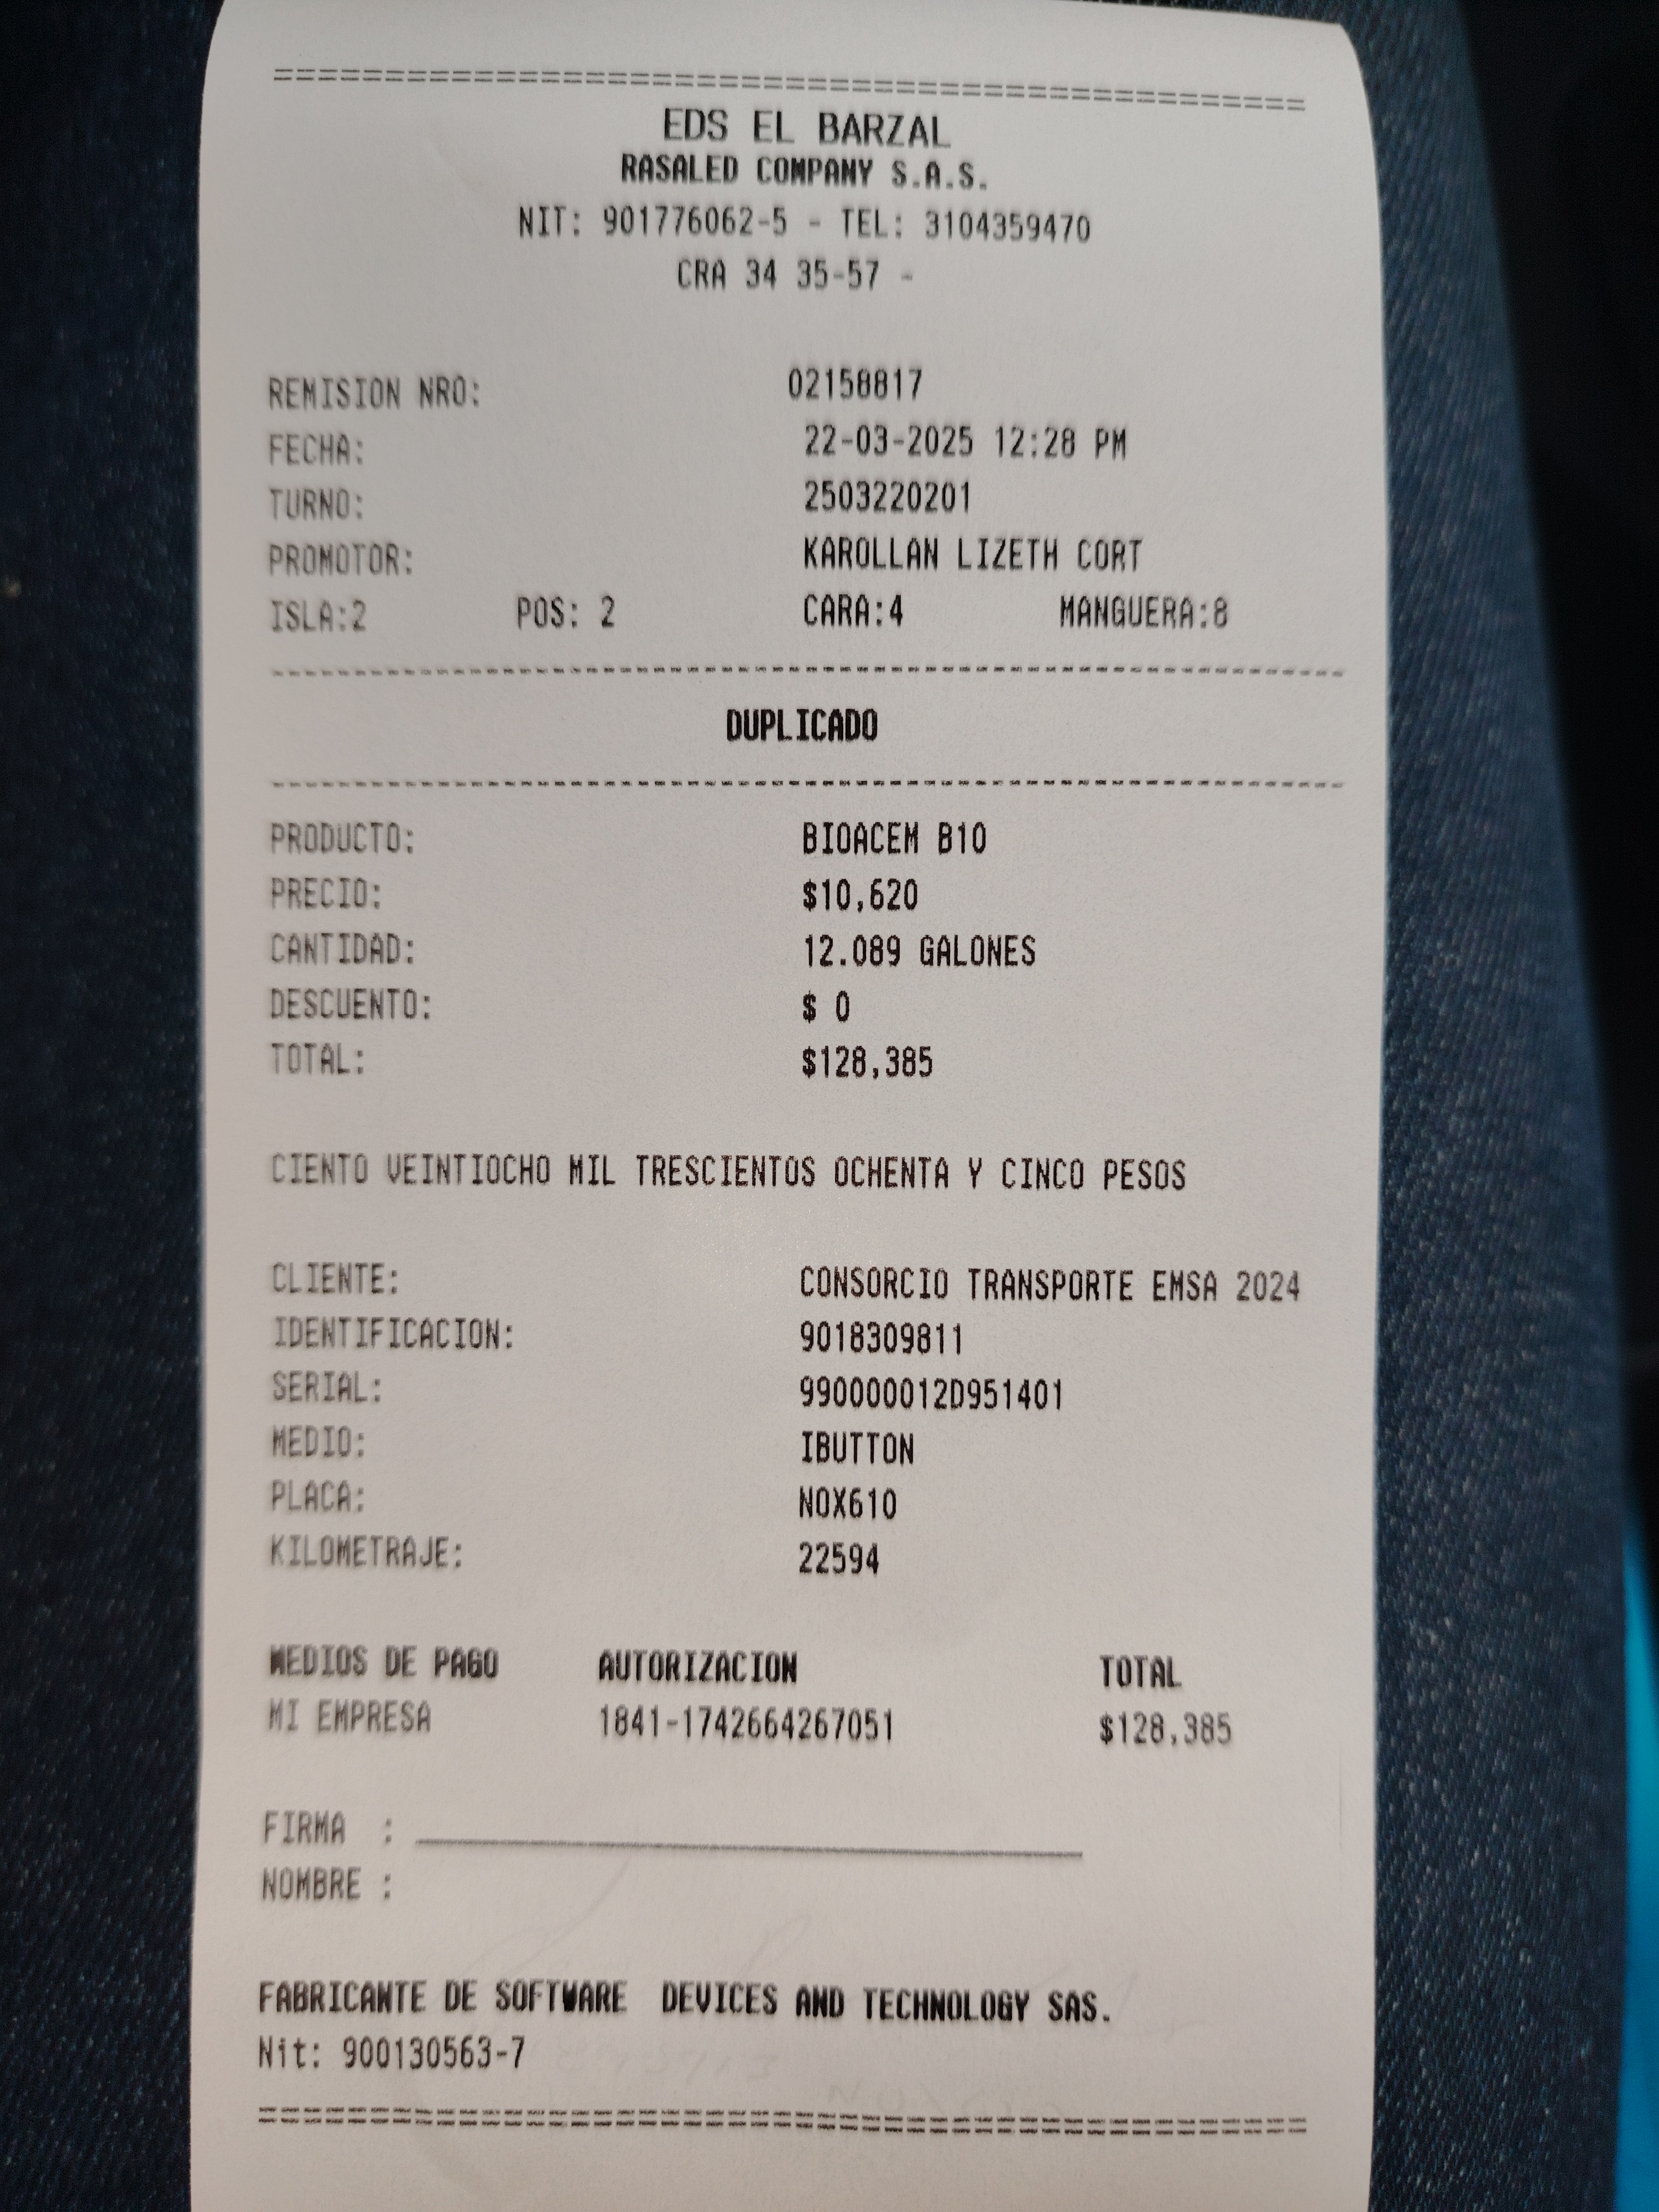 EDS EL BARZAL
RASALED COMPANY S.A.S.
NIT: 901776062-5 - TEL: 3104359470
CRA 34 35-57 -
REMISION NRO: 02158817
FECHA: 22-03-2025 12:28 PM
TURNO: 2503220201
PROMOTOR: KAROLLAN LIZETH CORT
ISLA:2 POS: 2 CARA:4 MANGUERA:8
DUPLICADO
PRODUCTO: BIOACEM B10
PRECIO: $10,620
CANTIDAD: 12.089 GALONES
DESCUENTO: $ 0
TOTAL: $128,385
CIENTO VEINTIOCHO MIL TRESCIENTOS OCHENTA Y CINCO PESOS
CLIENTE: CONSORCIO TRANSPORTE EMSA 2024
IDENTIFICACION: 9018309811
SERIAL: 990000012D951401
MEDIO: IBUTTON
PLACA: NOX610
KILOMETRAJE: 22594
MEDIOS DE PAGO AUTORIZACION TOTAL
MI EMPRESA 1841-1742664267051 $128,385
FIRMA :
NOMBRE :
FABRICANTE DE SOFTWARE DEVICES AND TECHNOLOGY SAS.
Nit: 900130563-7